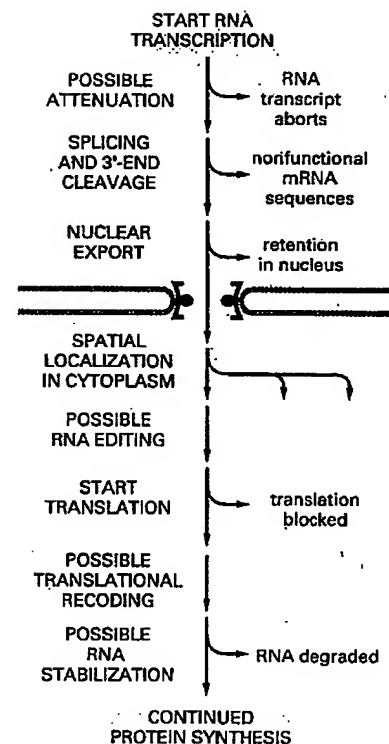 START RNA
TRANSCRIPTION
POSSIBLE
ATTENUATION
RNA
transcript
aborts
SPLICING
AND 3'-END
CLEAVAGE
nonfunctional
mRNA
sequences
NUCLEAR
EXPORT
retention
in nucleus
SPATIAL
LOCALIZATION
IN CYTOPLASM
POSSIBLE
RNA EDITING
START
TRANSLATION
translation
blocked
POSSIBLE
TRANSLATIONAL
RECODING
POSSIBLE
RNA
STABILIZATION
RNA degraded
CONTINUED
PROTEIN SYNTHESIS